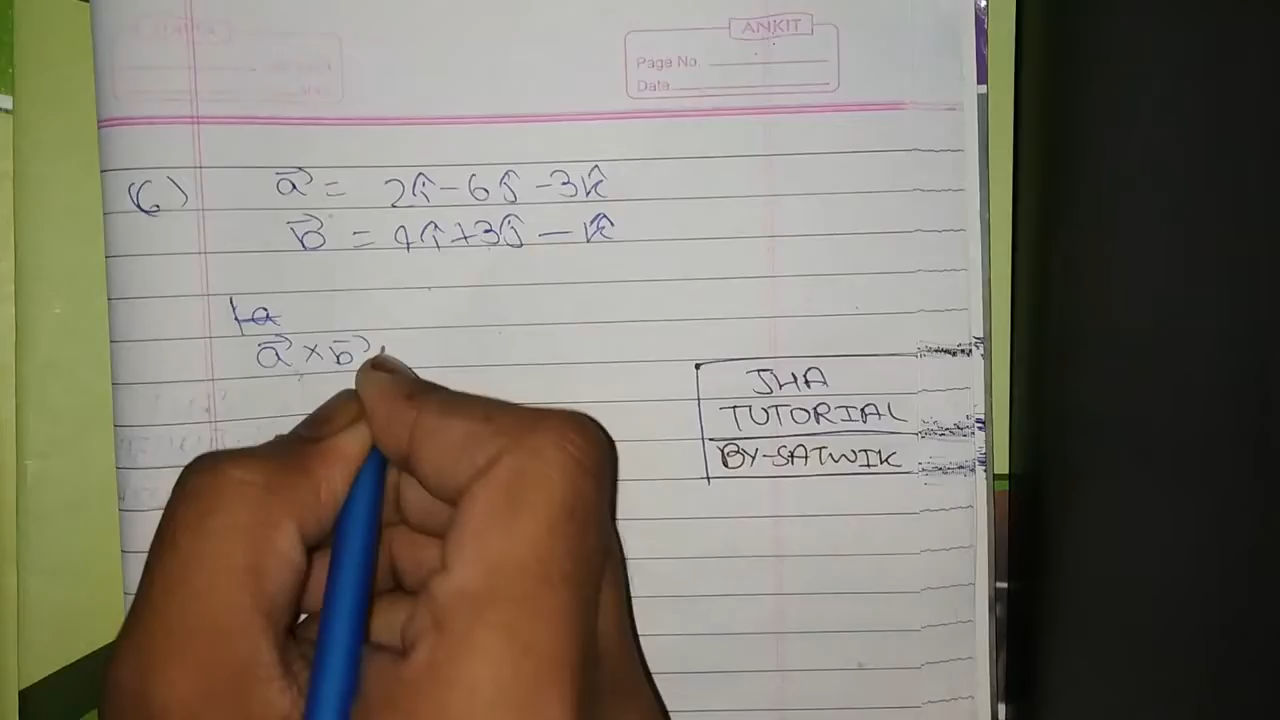 ANKIT
Page No.
Date
(6) a⃗ = 2î - 6ĵ - 3k̂
b⃗ = 4î + 3ĵ - k̂
a⃗ × b⃗
JHA
TUTORIAL
BY-SATWIK